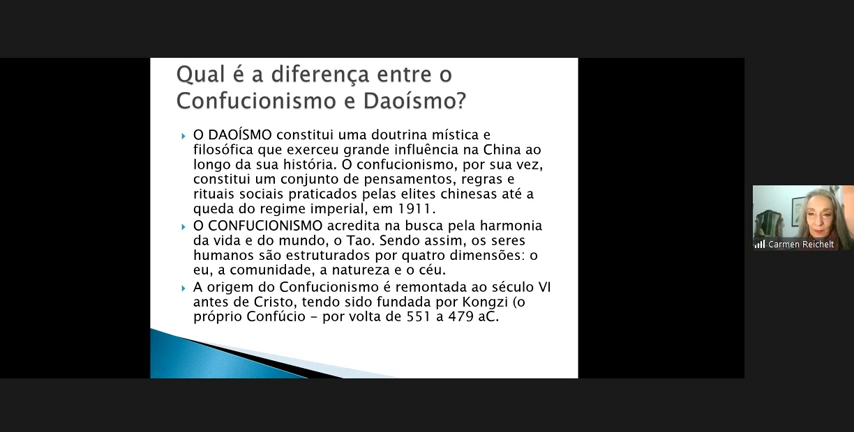 Qual é a diferença entre o
Confucionismo e Daoísmo?
O DAOÍSMO constitui uma doutrina mística e
filosófica que exerceu grande influência na China ao
longo da sua história. O confucionismo, por sua vez,
constitui um conjunto de pensamentos, regras e
rituais sociais praticados pelas elites chinesas até a
queda do regime imperial, em 1911.
O CONFUCIONISMO acredita na busca pela harmonia
da vida e do mundo, o Tao. Sendo assim, os seres
humanos são estruturados por quatro dimensões: o
eu, a comunidade, a natureza e o céu.
A origem do Confucionismo é remontada ao século VI
antes de Cristo, tendo sido fundada por Kongzi (o
próprio Confúcio – por volta de 551 a 479 aC.
Carmen Reichelt